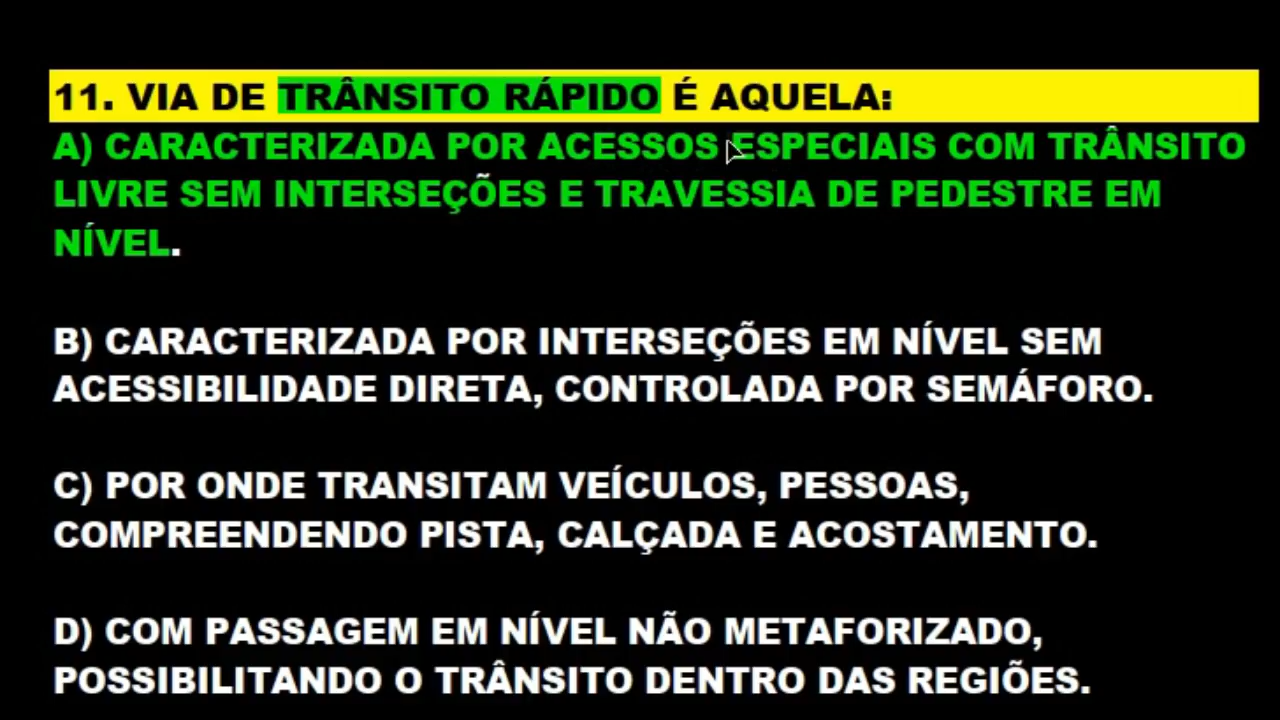 11. VIA DE TRÂNSITO RÁPIDO É AQUELA:
A) CARACTERIZADA POR ACESSOS ESPECIAIS COM TRÂNSITO
LIVRE SEM INTERSEÇÕES E TRAVESSIA DE PEDESTRE EM
NÍVEL.
B) CARACTERIZADA POR INTERSEÇÕES EM NÍVEL SEM
ACESSIBILIDADE DIRETA, CONTROLADA POR SEMÁFORO.
C) POR ONDE TRANSITAM VEÍCULOS, PESSOAS,
COMPREENDENDO PISTA, CALÇADA E ACOSTAMENTO.
D) COM PASSAGEM EM NÍVEL NÃO METAFORIZADO,
POSSIBILITANDO O TRÂNSITO DENTRO DAS REGIÕES.